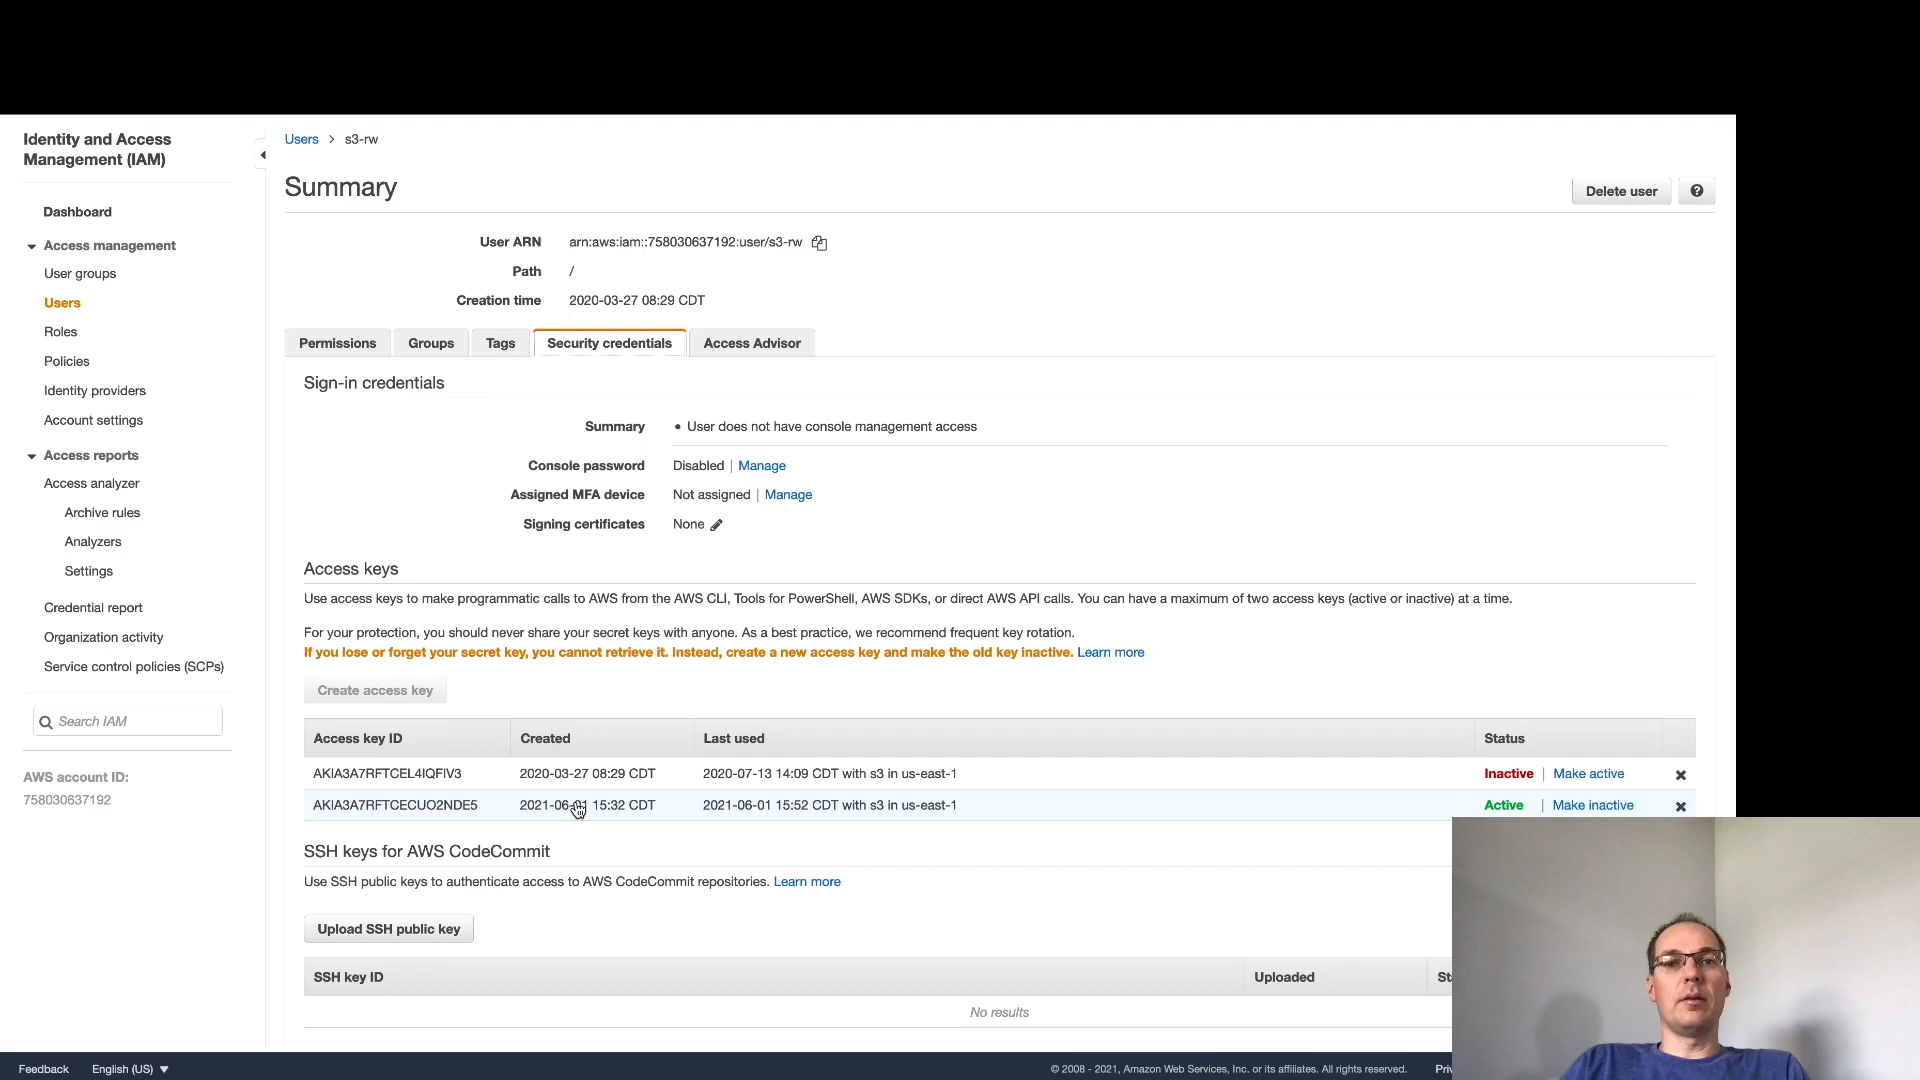 Identity and Access
Management (IAM)
Users > s3-rw
Summary
Delete user
Dashboard
User ARN arn:aws:iam::758030637192:user/s3-rw
Access management
Path /
User groups
Creation time 2020-03-27 08:29 CDT
Users
Roles
Permissions Groups Tags Security credentials Access Advisor
Policies
Sign-in credentials
Identity providers
Account settings
Summary • User does not have console management access
Access reports
Console password Disabled | Manage
Access analyzer
Assigned MFA device Not assigned | Manage
Archive rules
Signing certificates None
Analyzers
Settings
Access keys
Use access keys to make programmatic calls to AWS from the AWS CLI, Tools for PowerShell, AWS SDKs, or direct AWS API calls. You can have a maximum of two access keys (active or inactive) at a time.
Credential report
For your protection, you should never share your secret keys with anyone. As a best practice, we recommend frequent key rotation.
Organization activity
If you lose or forget your secret key, you cannot retrieve it. Instead, create a new access key and make the old key inactive. Learn more
Service control policies (SCPs)
Create access key
Search IAM
Access key ID Created Last used Status
AWS account ID:
AKIA3A7RFTCEL4IQFIV3 2020-03-27 08:29 CDT 2020-07-13 14:09 CDT with s3 in us-east-1 Inactive | Make active
758030637192
AKIA3A7RFTCECUO2NDE5 2021-06-01 15:32 CDT 2021-06-01 15:52 CDT with s3 in us-east-1 Active | Make inactive
SSH keys for AWS CodeCommit
Use SSH public keys to authenticate access to AWS CodeCommit repositories. Learn more
Upload SSH public key
SSH key ID Uploaded
No results
Feedback English (US) © 2008 - 2021, Amazon Web Services, Inc. or its affiliates. All rights reserved.